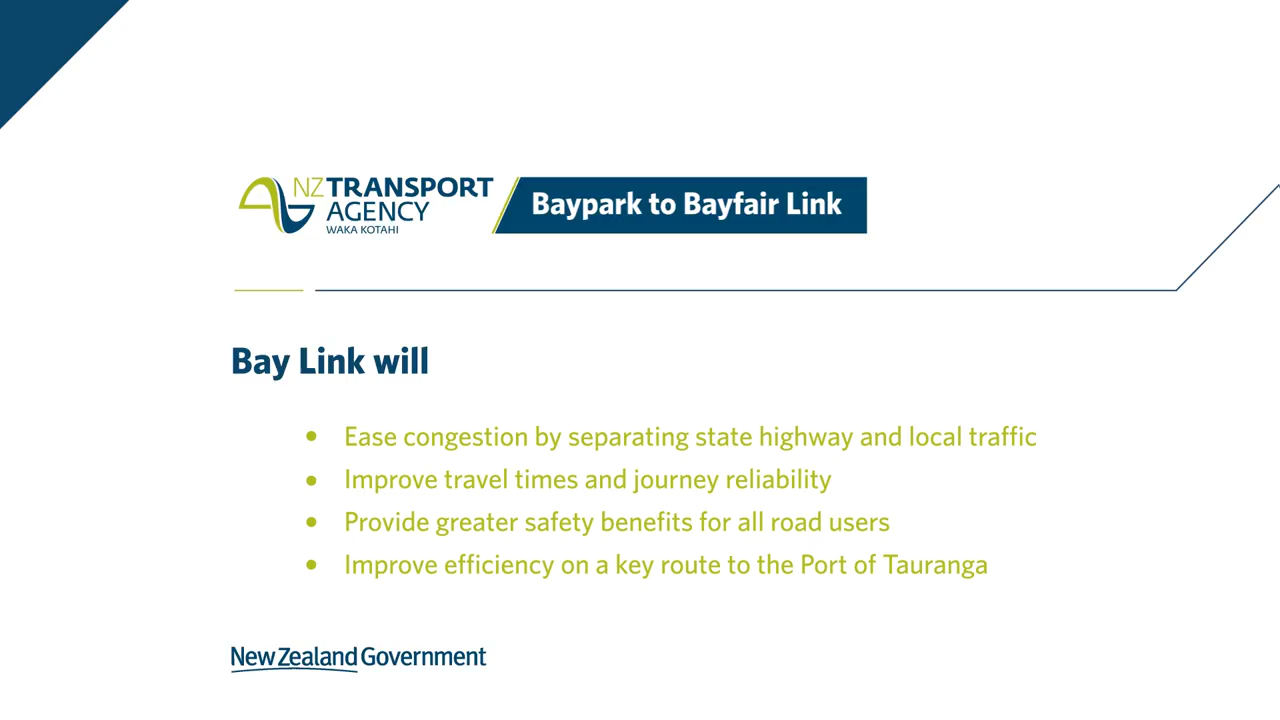 NZ TRANSPORT
AGENCY
WAKA KOTAHI
Baypark to Bayfair Link
Bay Link will
• Ease congestion by separating state highway and local traffic
• Improve travel times and journey reliability
• Provide greater safety benefits for all road users
• Improve efficiency on a key route to the Port of Tauranga
New Zealand Government